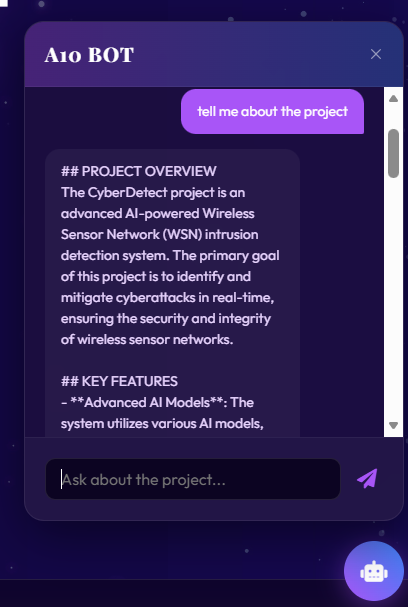 A10 BOT
tell me about the project
## PROJECT OVERVIEW
The CyberDetect project is an
advanced AI-powered Wireless
Sensor Network (WSN) intrusion
detection system. The primary goal
of this project is to identify and
mitigate cyberattacks in real-time,
ensuring the security and integrity
of wireless sensor networks.
## KEY FEATURES
- **Advanced AI Models**: The
system utilizes various AI models,
Ask about the project...